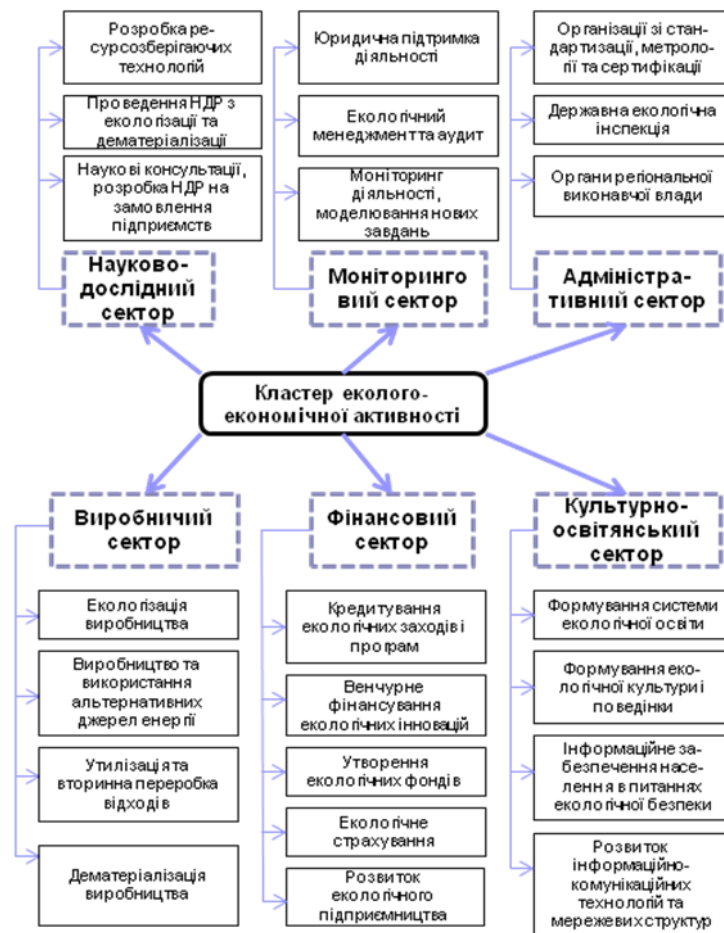 Розробка ре-
сурсозберігаючих
технологій
Проведення НДР з
екологізації та
дематеріалізації
Наукові консультації,
розробка НДР на
замовлення
підприємств
Науково-
дослідний
сектор
Юридична підтримка
діяльності
Екологічний
менеджмент та аудит
Моніторинг
діяльності,
моделювання нових
завдань
Моніторинго
вий сектор
Організації зі стан-
дартизації, метроло-
гії та сертифікації
Державна екологічна
інспекція
Органи регіональної
виконавчої влади
Адміністра-
тивний сектор
Кластер еколого-
економічної активності
Виробничий
сектор
Екологізація
виробництва
Виробництво та
використання
альтернативних
джерел енергії
Утилізація та
вторинна переробка
відходів
Дематеріалізація
виробництва
Фінансовий
сектор
Кредитування
екологічних заходів і
програм
Венчурне
фінансування
екологічних інновацій
Утворення
екологічних фондів
Екологічне
страхування
Розвиток
екологічного
підприємництва
Культурно-
освітянський
сектор
Формування системи
екологічної освіти
Формування еко-
логічної культури і
поведінки
Інформаційне за-
безпечення насе-
лення в питаннях
екологічної безпеки
Розвиток
інформаційно-
комунікаційних
технологій та
мережевих структур